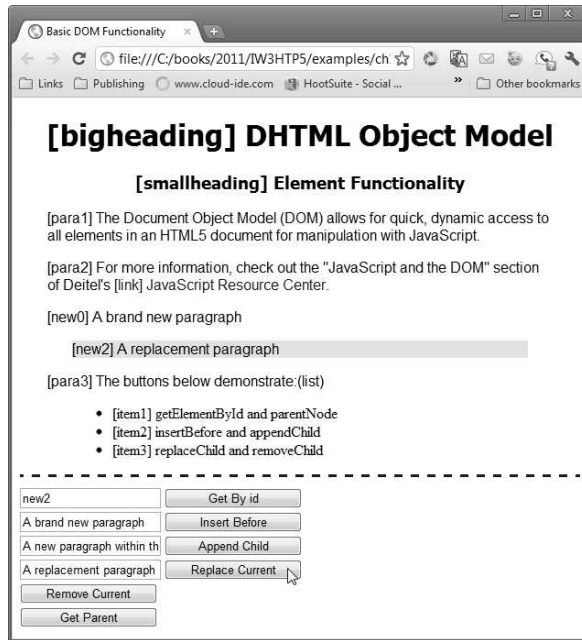 Basic DOM Functionality
file:///C:/books/2011/IW3HTP5/examples/ch
Links Publishing www.cloud-ide.com HootSuite - Social ... » Other bookmarks
[bigheading] DHTML Object Model
[smallheading] Element Functionality
[para1] The Document Object Model (DOM) allows for quick, dynamic access to
all elements in an HTML5 document for manipulation with JavaScript.
[para2] For more information, check out the "JavaScript and the DOM" section
of Deitel's [link] JavaScript Resource Center.
[new0] A brand new paragraph
[new2] A replacement paragraph
[para3] The buttons below demonstrate:(list)
• [item1] getElementById and parentNode
• [item2] insertBefore and appendChild
• [item3] replaceChild and removeChild
new2 Get By id
A brand new paragraph Insert Before
A new paragraph within th Append Child
A replacement paragraph Replace Current
Remove Current
Get Parent